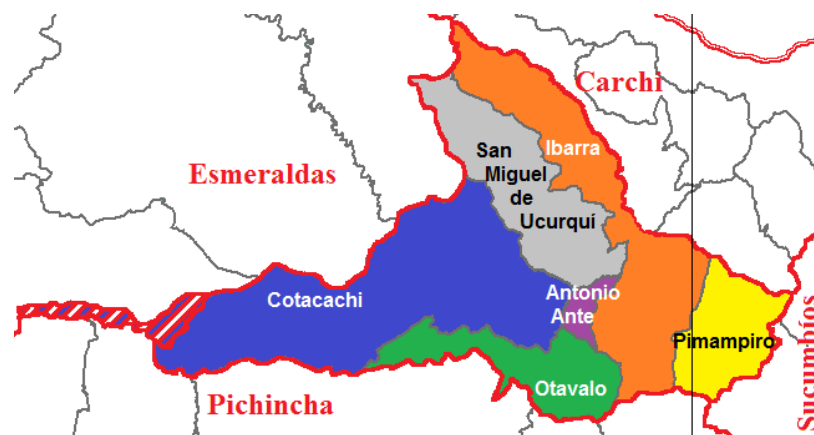 Carchi
Ibarra
San
Miguel
de
Ucurquí
Esmeraldas
Cotacachi
Antonio
Ante
Pimampiro
Otavalo
Pichincha
Sucumbíos